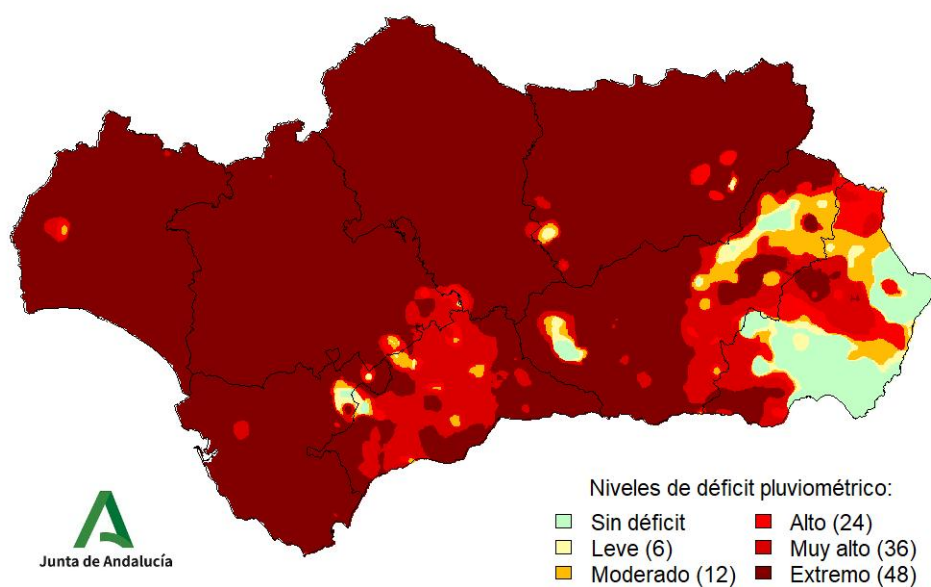 Niveles de déficit pluviométrico:
Sin déficit
Leve (6)
Moderado (12)
Alto (24)
Muy alto (36)
Extremo (48)
Junta de Andalucía